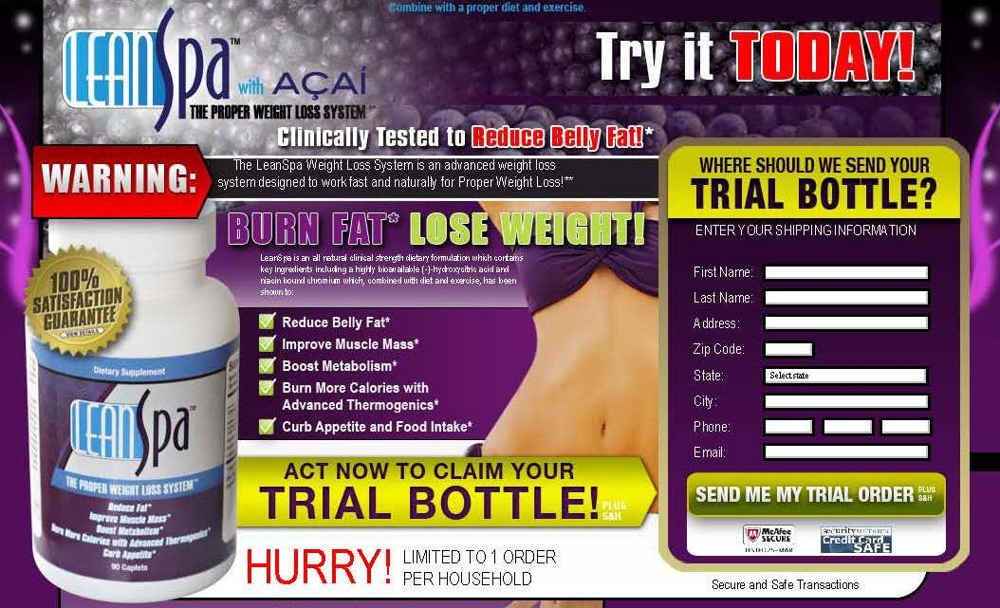 Combine with a proper diet and exercise.
LEANSpa™
with AÇAÍ
THE PROPER WEIGHT LOSS SYSTEM
Try it TODAY!
Clinically Tested to Reduce Belly Fat!*
WARNING:
The LeanSpa Weight Loss System is an advanced weight loss
system designed to work fast and naturally for Proper Weight Loss!**
BURN FAT* LOSE WEIGHT!
LeanSpa is an all natural clinical strength dietary formulation which contains
key ingredients including a highly bioavailable (-)-hydroxycitric acid and
niacin bound chromium which, combined with diet and exercise, has been
shown to:
Reduce Belly Fat*
Improve Muscle Mass*
Boost Metabolism*
Burn More Calories with
Advanced Thermogenics*
Curb Appetite and Food Intake*
ACT NOW TO CLAIM YOUR
TRIAL BOTTLE!
PLUS
S&H
HURRY!
LIMITED TO 1 ORDER
PER HOUSEHOLD
100%
SATISFACTION
GUARANTEE
VIEW DETAILS
Dietary Supplement
LEANSpa™
THE PROPER WEIGHT LOSS SYSTEM
Reduce Fat*
Improve Muscle Mass*
Boost Metabolism*
Burn More Calories with Advanced Thermogenics*
Curb Appetite*
90 Caplets
WHERE SHOULD WE SEND YOUR
TRIAL BOTTLE?
ENTER YOUR SHIPPING INFORMATION
First Name:
Last Name:
Address:
Zip Code:
State:
Select state
City:
Phone:
Email:
SEND ME MY TRIAL ORDER PLUS
S&H
McAfee
SECURE
SECURITYMETRICS
Credit Card
SAFE
Secure and Safe Transactions